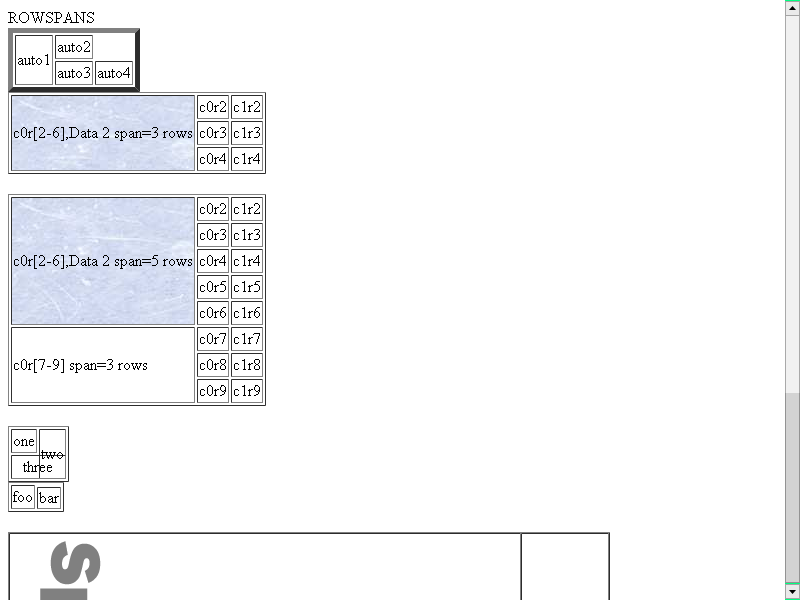 ROWSPANS
auto1 auto2
auto3 auto4
c0r[2-6],Data 2 span=3 rows c0r2 c1r2
c0r3 c1r3
c0r4 c1r4
c0r[2-6],Data 2 span=5 rows c0r2 c1r2
c0r3 c1r3
c0r4 c1r4
c0r5 c1r5
c0r6 c1r6
c0r[7-9] span=3 rows c0r7 c1r7
c0r8 c1r8
c0r9 c1r9
one two
three
foo bar